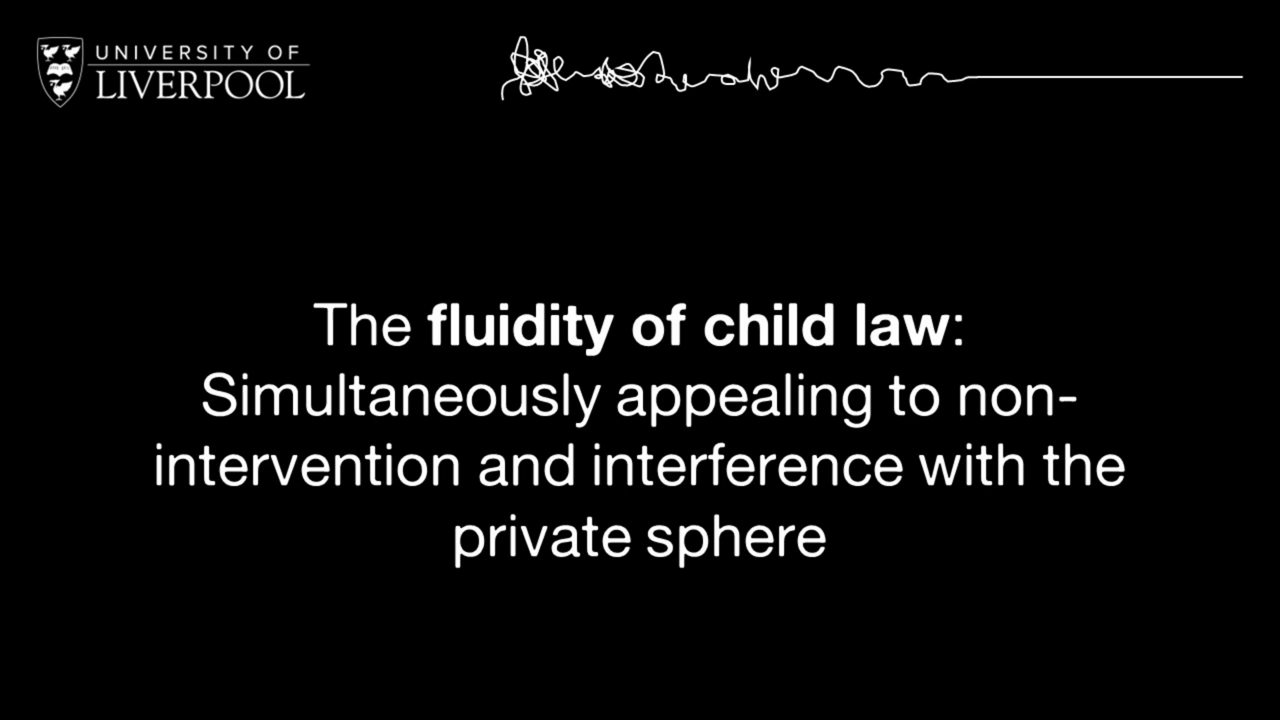 UNIVERSITY OF
LIVERPOOL
The fluidity of child law:
Simultaneously appealing to non-
intervention and interference with the
private sphere